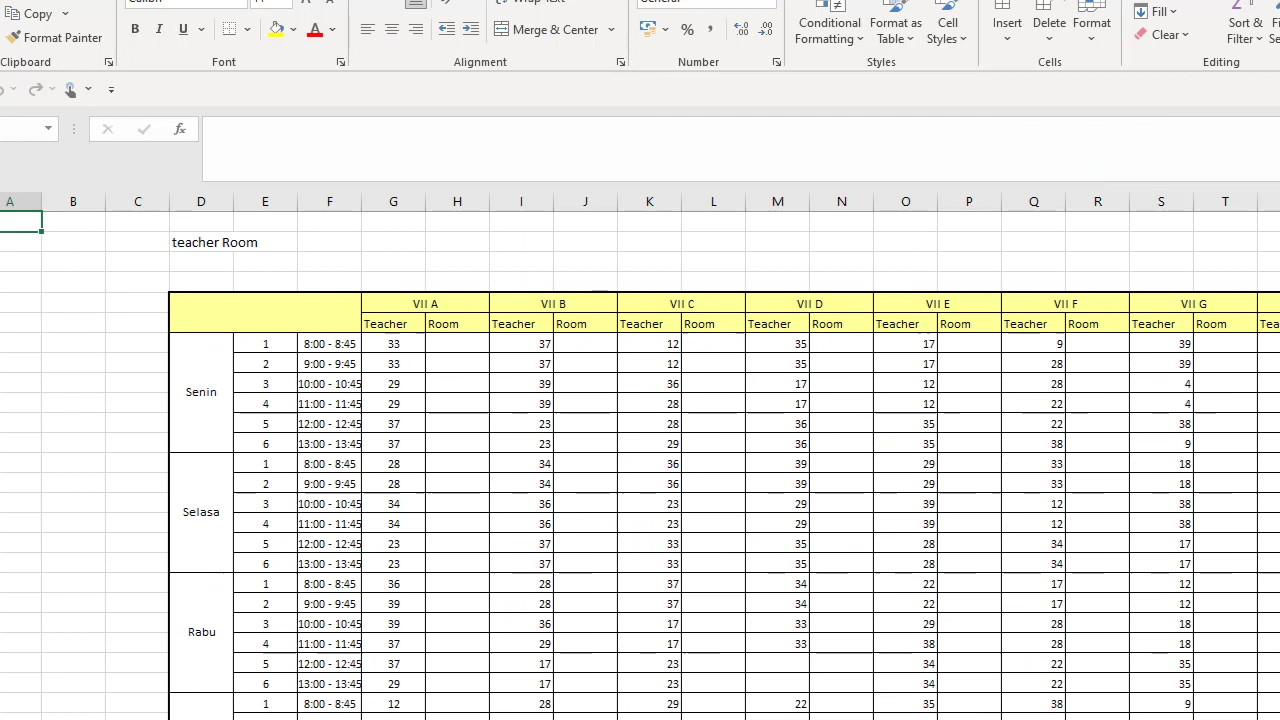 Copy
Format Painter
Clipboard
B I U
Font
Alignment
Merge & Center
General
% ,
Number
Conditional Formatting
Format as Table
Cell Styles
Styles
Insert
Delete
Format
Cells
Fill
Clear
Sort & Filter
Editing
fx
A B C D E F G H I J K L M N O P Q R S T
teacher Room
VII A VII B VII C VII D VII E VII F VII G
Teacher Room Teacher Room Teacher Room Teacher Room Teacher Room Teacher Room Teacher Room
Senin
1 8:00 - 8:45 33 37 12 35 17 9 39
2 9:00 - 9:45 33 37 12 35 17 28 39
3 10:00 - 10:45 29 39 36 17 12 28 4
4 11:00 - 11:45 29 39 28 17 12 22 4
5 12:00 - 12:45 37 23 28 36 35 22 38
6 13:00 - 13:45 37 23 29 36 35 38 9
Selasa
1 8:00 - 8:45 28 34 36 39 29 33 18
2 9:00 - 9:45 28 34 36 39 29 33 18
3 10:00 - 10:45 34 36 23 29 39 12 38
4 11:00 - 11:45 34 36 23 29 39 12 38
5 12:00 - 12:45 23 37 33 35 28 34 17
6 13:00 - 13:45 23 37 33 35 28 34 17
Rabu
1 8:00 - 8:45 36 28 37 34 22 17 12
2 9:00 - 9:45 39 28 37 34 22 17 12
3 10:00 - 10:45 39 36 17 33 29 28 18
4 11:00 - 11:45 37 29 17 33 38 28 18
5 12:00 - 12:45 37 17 23 34 22 35
6 13:00 - 13:45 29 17 23 34 22 35
1 8:00 - 8:45 12 28 29 22 35 38 9